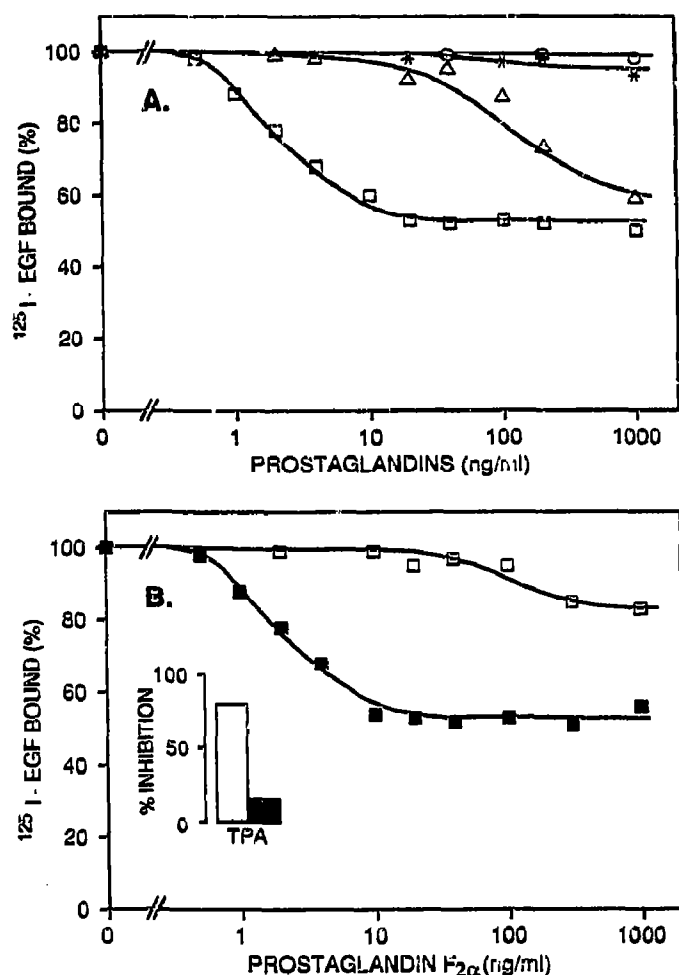 100
80
60
40
20
0
A.
¹²⁵I - EGF BOUND (%)
0 1 10 100 1000
PROSTAGLANDINS (ng/ml)
100
80
60
40
20
0
B.
¹²⁵I - EGF BOUND (%)
100
50
0
% INHIBITION
TPA
0 1 10 100 1000
PROSTAGLANDIN F₂α (ng/ml)